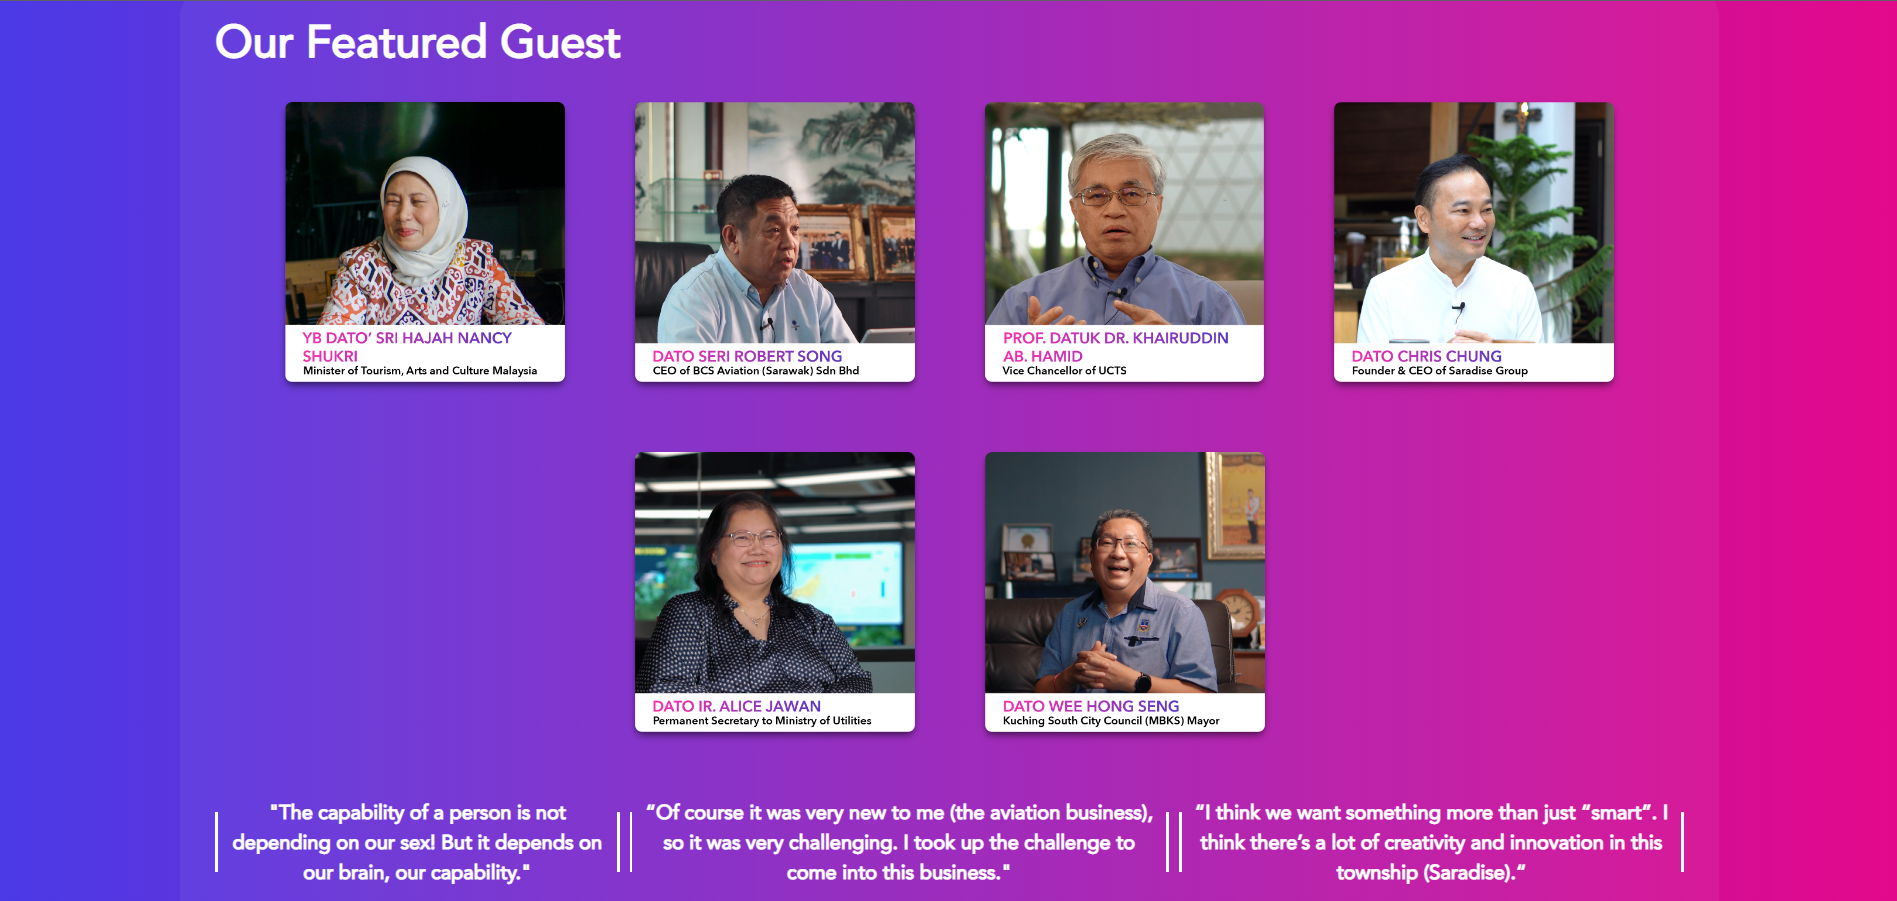 Our Featured Guest
YB DATO’ SRI HAJAH NANCY
SHUKRI
Minister of Tourism, Arts and Culture Malaysia
DATO SERI ROBERT SONG
CEO of BCS Aviation (Sarawak) Sdn Bhd
PROF. DATUK DR. KHAIRUDDIN
AB. HAMID
Vice Chancellor of UCTS
DATO CHRIS CHUNG
Founder & CEO of Saradise Group
DATO IR. ALICE JAWAN
Permanent Secretary to Ministry of Utilities
DATO WEE HONG SENG
Kuching South City Council (MBKS) Mayor
"The capability of a person is not
depending on our sex! But it depends on
our brain, our capability."
“Of course it was very new to me (the aviation business),
so it was very challenging. I took up the challenge to
come into this business."
“I think we want something more than just “smart”. I
think there’s a lot of creativity and innovation in this
township (Saradise).“